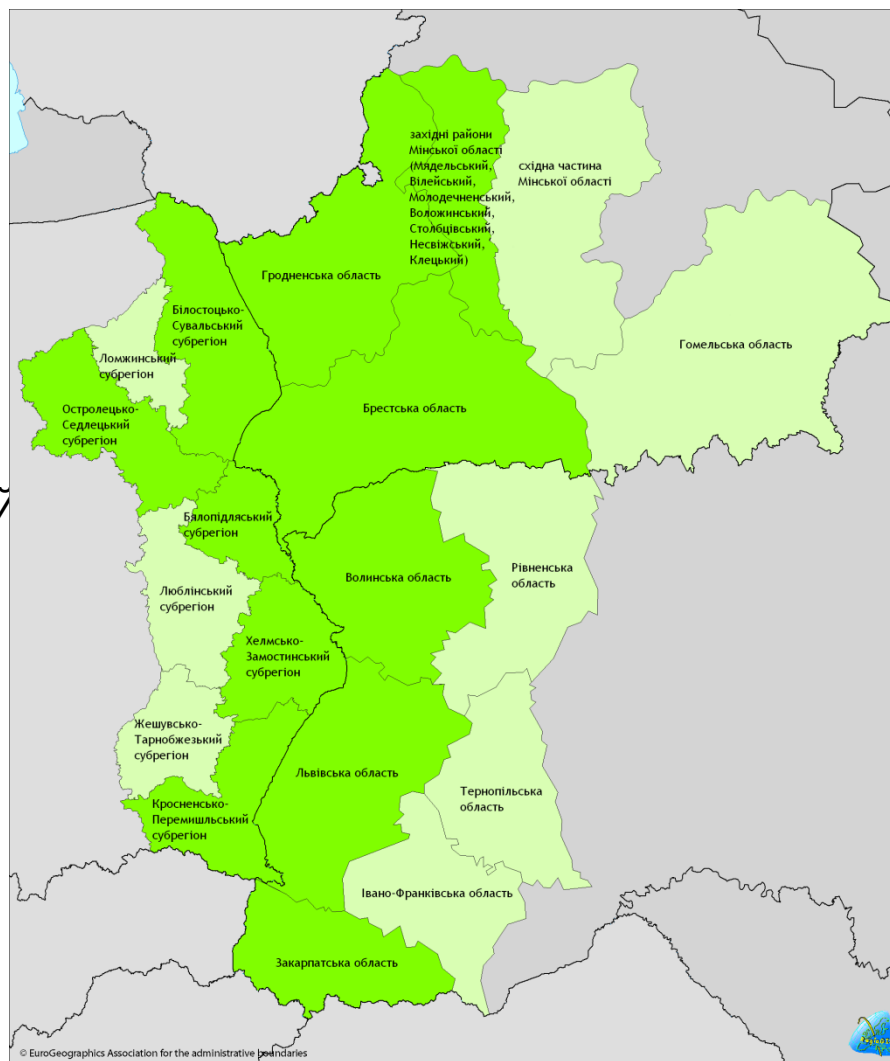 західні райони
Мінської області
(Мядельський,
Вілейський,
Молодечненський,
Воложинський,
Столбцівський,
Несвіжський,
Клецький)
східна частина
Мінської області
Гродненська область
Білостоцько-
Сувальський
субрегіон
Ломжинський
субрегіон
Гомельська область
Остролецько-
Седлецький
субрегіон
Брестська область
Бялопідляський
субрегіон
Волинська область
Рівненська
область
Люблінський
субрегіон
Хелмсько-
Замостинський
субрегіон
Жешувсько-
Тарнобжезький
субрегіон
Львівська область
Тернопільська
область
Кросненсько-
Перемишльський
субрегіон
Івано-Франківська область
Закарпатська область
© EuroGeographics Association for the administrative boundaries